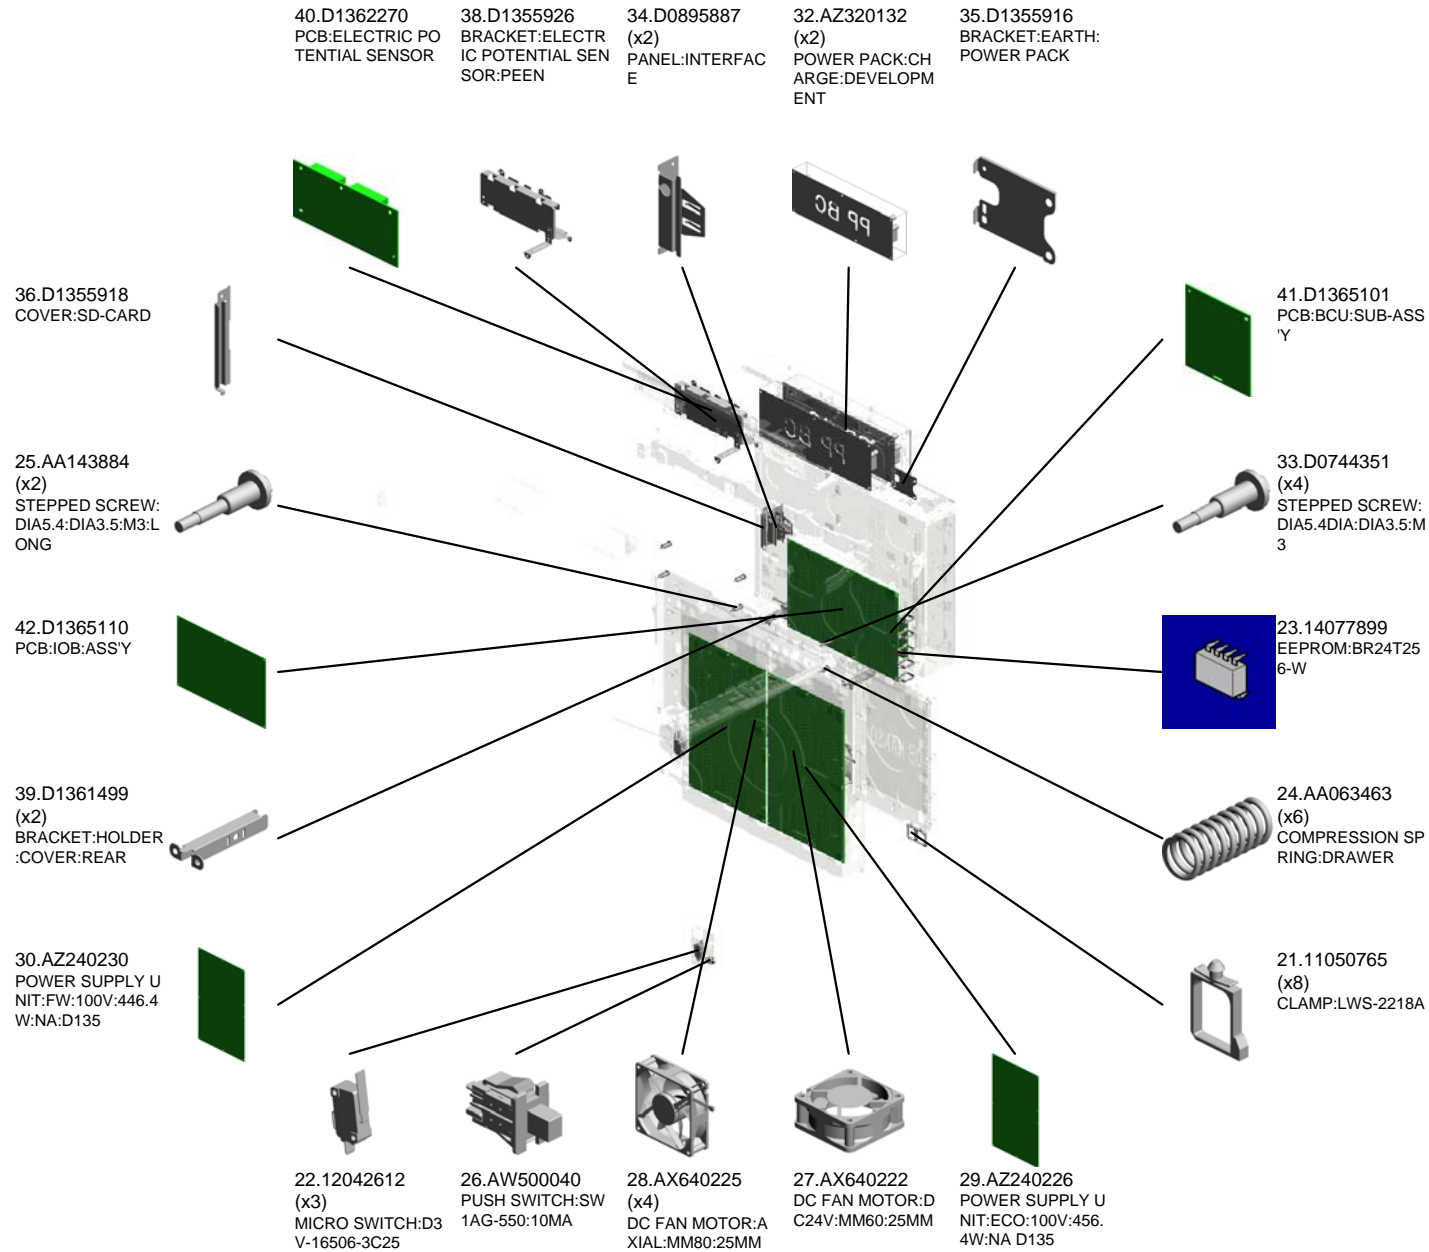 40.D1362270
PCB:ELECTRIC PO
TENTIAL SENSOR
38.D1355926
BRACKET:ELECTR
IC POTENTIAL SEN
SOR:PEEN
34.D0895887
(x2)
PANEL:INTERFAC
E
32.AZ320132
(x2)
POWER PACK:CH
ARGE:DEVELOPM
ENT
35.D1355916
BRACKET:EARTH:
POWER PACK
PP BC
36.D1355918
COVER:SD-CARD
41.D1365101
PCB:BCU:SUB-ASS
'Y
PP BC
25.AA143884
(x2)
STEPPED SCREW:
DIA5.4:DIA3.5:M3:L
ONG
33.D0744351
(x4)
STEPPED SCREW:
DIA5.4DIA:DIA3.5:M
3
42.D1365110
PCB:IOB:ASS'Y
23.14077899
EEPROM:BR24T25
6-W
39.D1361499
(x2)
BRACKET:HOLDER
:COVER:REAR
24.AA063463
(x6)
COMPRESSION SP
RING:DRAWER
30.AZ240230
POWER SUPPLY U
NIT:FW:100V:446.4
W:NA:D135
21.11050765
(x8)
CLAMP:LWS-2218A
22.12042612
(x3)
MICRO SWITCH:D3
V-16506-3C25
26.AW500040
PUSH SWITCH:SW
1AG-550:10MA
28.AX640225
(x4)
DC FAN MOTOR:A
XIAL:MM80:25MM
27.AX640222
DC FAN MOTOR:D
C24V:MM60:25MM
29.AZ240226
POWER SUPPLY U
NIT:ECO:100V:456.
4W:NA D135